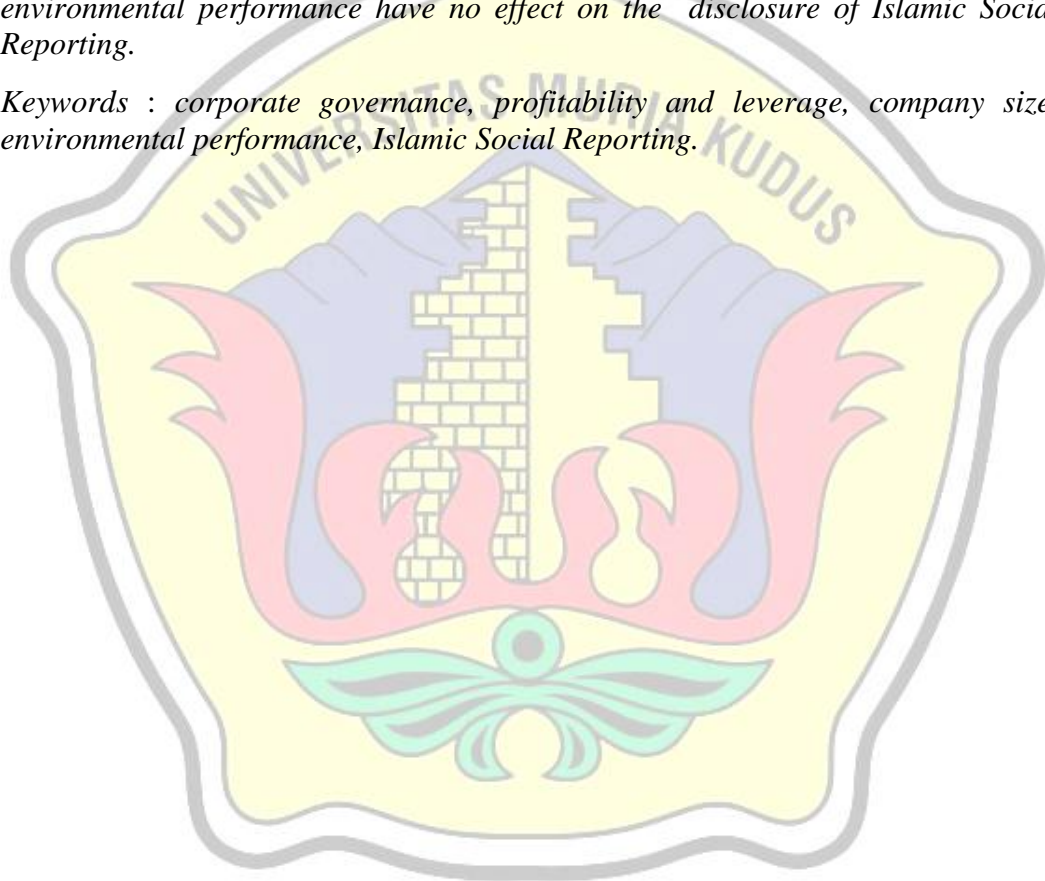 environmental performance have no effect on the disclosure of Islamic Socia
Reporting.
Keywords : corporate governance, profitability and leverage, company size
environmental performance, Islamic Social Reporting.
UNIVERSITAS MURIA KUDUS